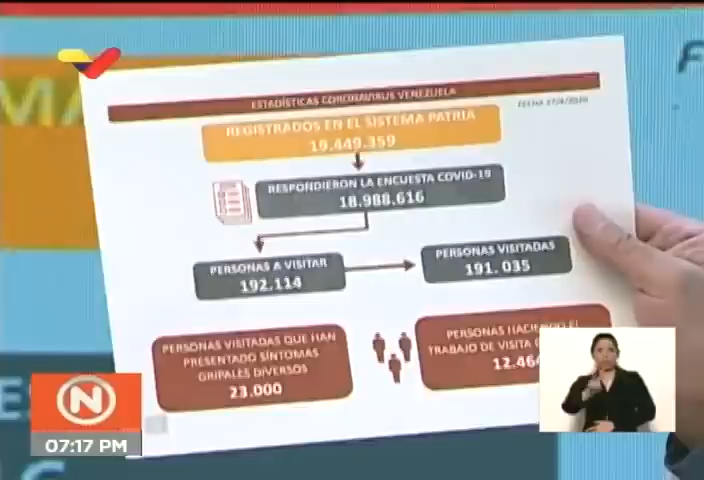 ESTADÍSTICAS CORORAVIRUS VENEZUELA
REGISTRADOS EN EL SISTEMA PATRIA
19.449.359
RESPONDIERON LA ENCUESTA COVID-19
18.988.616
PERSONAS A VISITAR
192.114
PERSONAS VISITADAS
191.035
PERSONAS VISITADAS QUE HAN
PRESENTADO SÍNTOMAS
GRIPALES DIVERSOS
23.000
PERSONAS HACIENDO EL
TRABAJO DE VISITA
12.464
N
07:17 PM